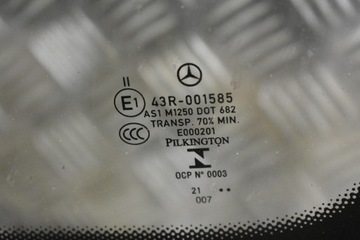 II
E1 43R-001585
AS1 M1250 DOT 682
TRANSP. 70% MIN.
CCC E000201
PILKINGTON
N
OCP N° 0003
21 ••
007